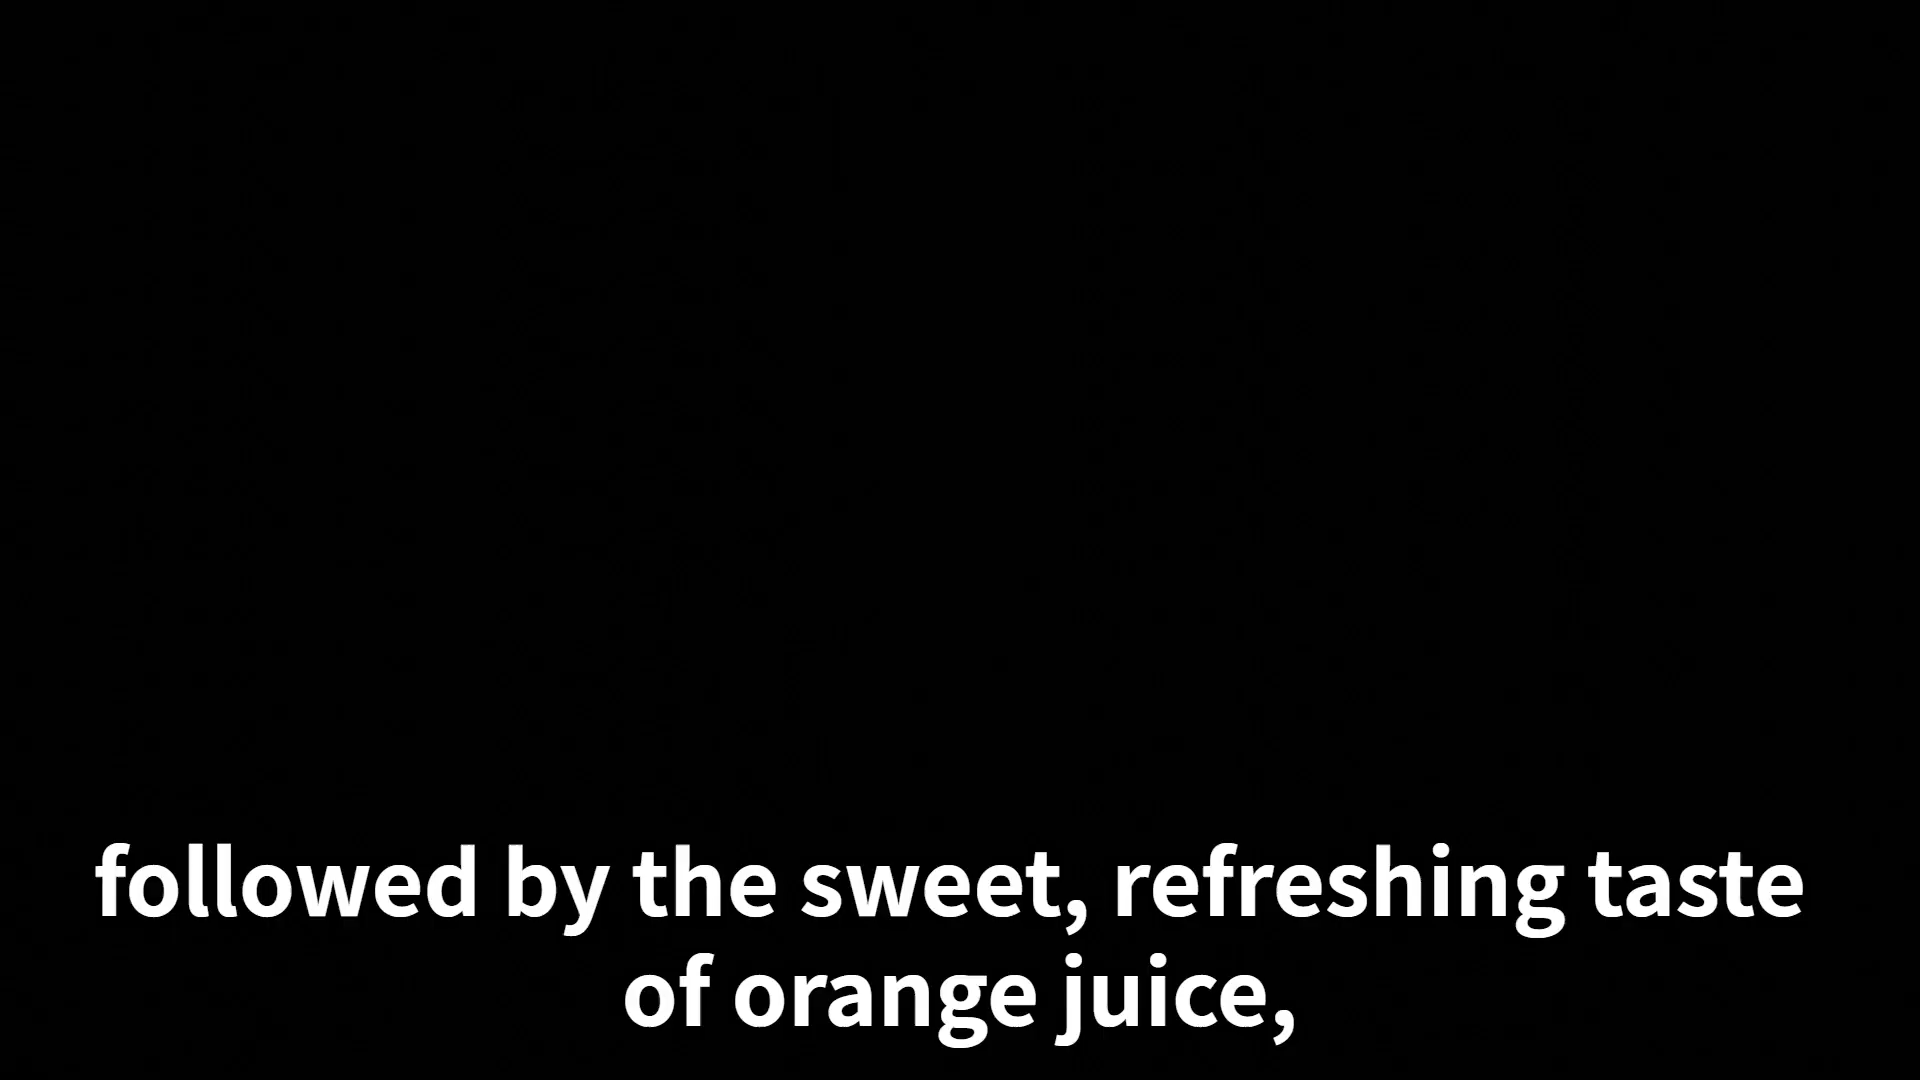 followed by the sweet, refreshing taste
of orange juice,